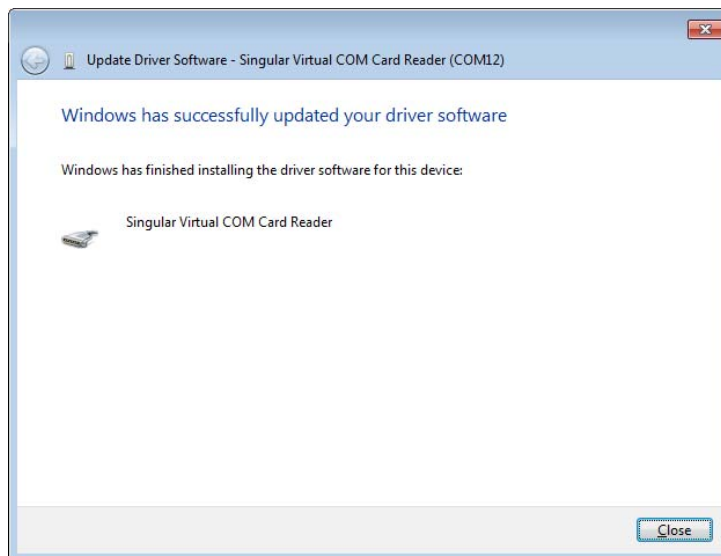 Update Driver Software - Singular Virtual COM Card Reader (COM12)
Windows has successfully updated your driver software
Windows has finished installing the driver software for this device:
Singular Virtual COM Card Reader
Close